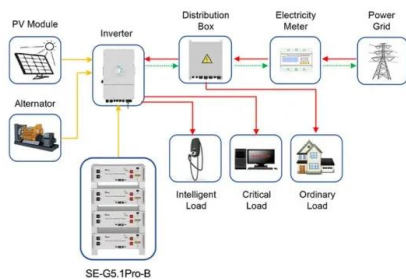 PV Module
Inverter
Distribution
Box
Electricity
Meter
Power
Grid
Alternator
Intelligent
Load
Critical
Load
Ordinary
Load
SE-G5.1Pro-B